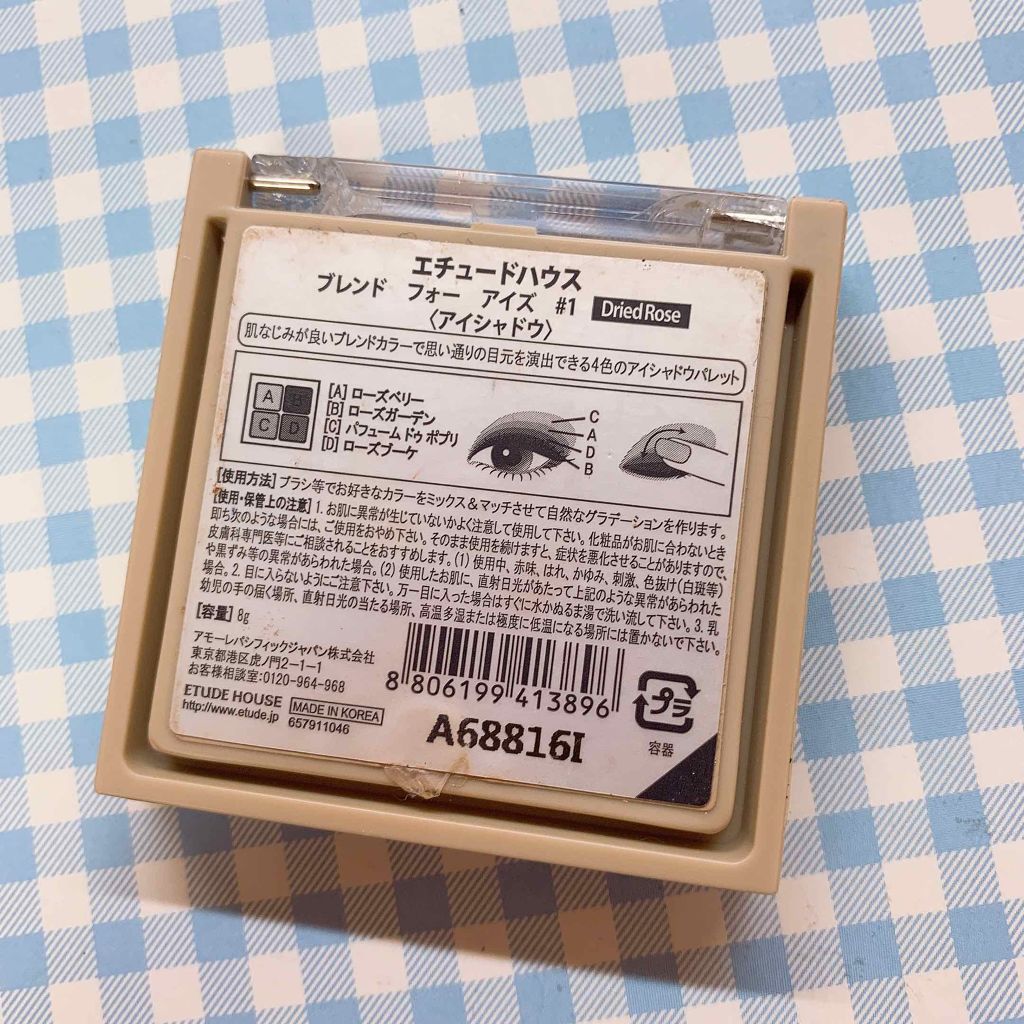 エチュードハウス
ブレンド フォー アイズ #1 Dried Rose
〈アイシャドウ〉
肌なじみが良いブレンドカラーで思い通りの目元を演出できる4色のアイシャドウパレット
A B
C D
[A] ローズベリー
[B] ローズガーデン
[C] パフューム ドゥ ポプリ
[D] ローズブーケ
C
A
D
B
[使用方法] ブラシ等でお好きなカラーをミックス&マッチさせて自然なグラデーションを作ります。
[使用・保管上の注意] 1. お肌に異常が生じていないかよく注意して使用して下さい。化粧品がお肌に合わないとき
即ち次のような場合には、ご使用をおやめ下さい。そのまま使用を続けますと、症状を悪化させることがありますので、
皮膚科専門医等にご相談されることをおすすめします。(1) 使用中、赤味、はれ、かゆみ、刺激、色抜け(白斑等)
や黒ずみ等の異常があらわれた場合。(2) 使用したお肌に、直射日光があたって上記のような異常があらわれた
場合。2. 目に入らないようにご注意下さい。万一目に入った場合はすぐに水かぬるま湯で洗い流して下さい。3. 乳
幼児の手の届く場所、直射日光の当たる場所、高温多湿または極度に低温になる場所には置かないで下さい。
[容量] 8g
アモーレパシフィックジャパン株式会社
東京都港区虎ノ門2-1-1
お客様相談室:0120-964-968
ETUDE HOUSE MADE IN KOREA
http://www.etude.jp 657911046
8 806199 413896
A68816I
プラ
容器